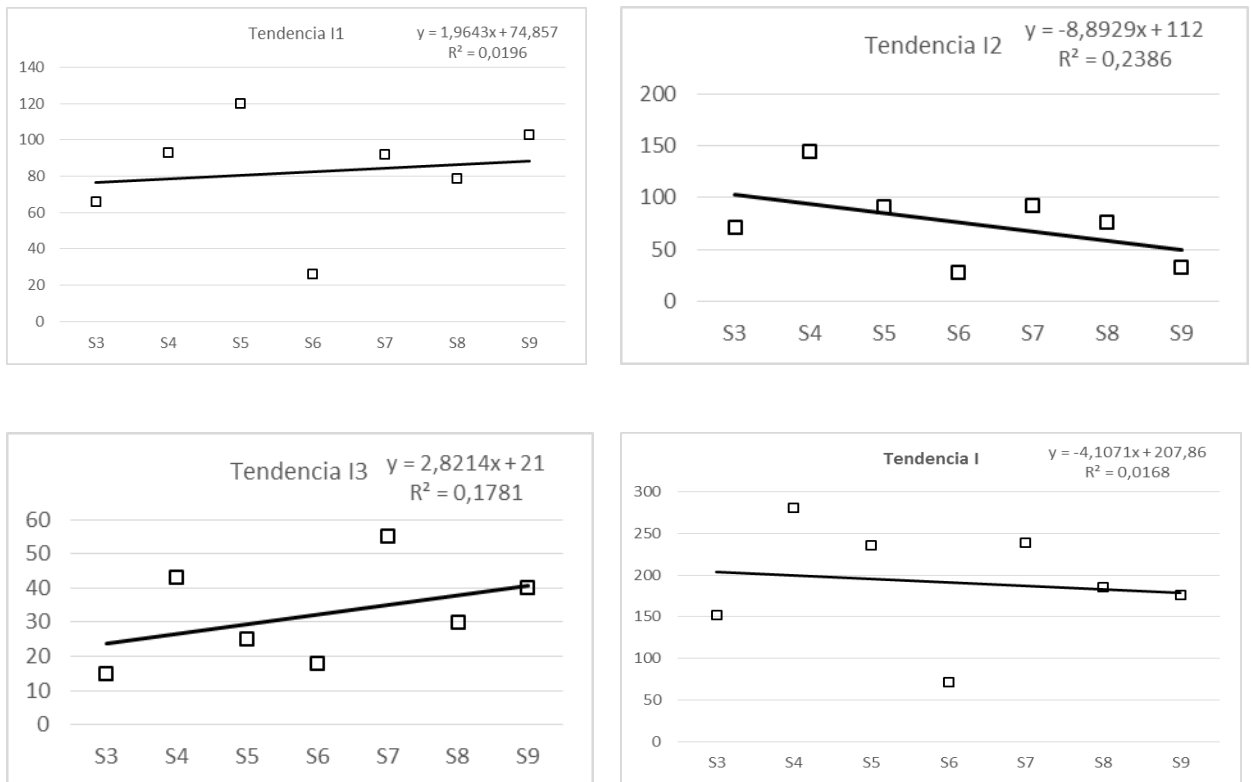 Tendencia I1
y = 1,9643x + 74,857
R² = 0,0196
140
120
100
80
60
40
20
0
S3 S4 S5 S6 S7 S8 S9
Tendencia I2
y = -8,8929x + 112
R² = 0,2386
200
150
100
50
0
S3 S4 S5 S6 S7 S8 S9
Tendencia I3
y = 2,8214x + 21
R² = 0,1781
60
50
40
30
20
10
0
S3 S4 S5 S6 S7 S8 S9
Tendencia I
y = -4,1071x + 207,86
R² = 0,0168
300
250
200
150
100
50
0
S3 S4 S5 S6 S7 S8 S9